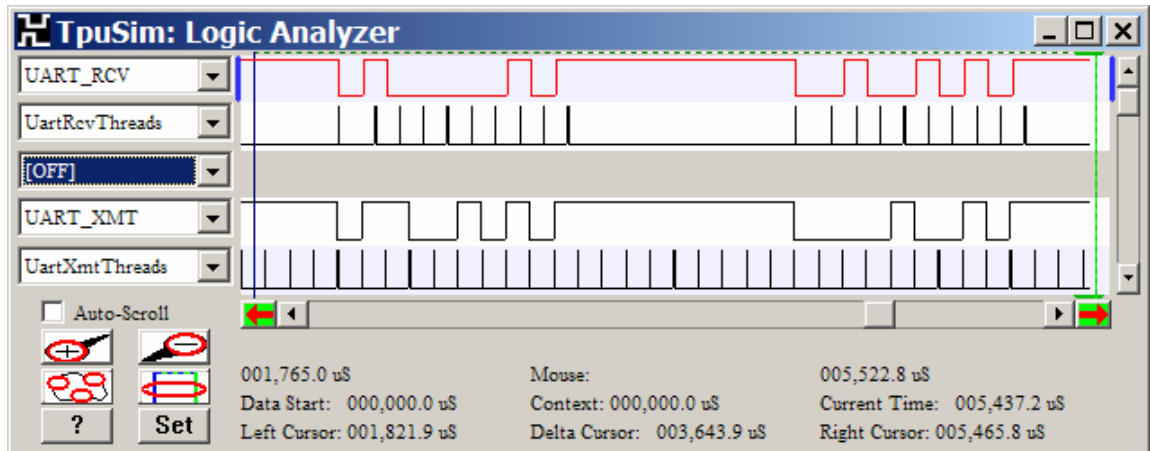 TpuSim: Logic Analyzer
UART_RCV
UartRcvThreads
[OFF]
UART_XMT
UartXmtThreads
Auto-Scroll
001,765.0 uS Mouse: 005,522.8 uS
Data Start: 000,000.0 uS Context: 000,000.0 uS Current Time: 005,437.2 uS
? Set Left Cursor: 001,821.9 uS Delta Cursor: 003,643.9 uS Right Cursor: 005,465.8 uS